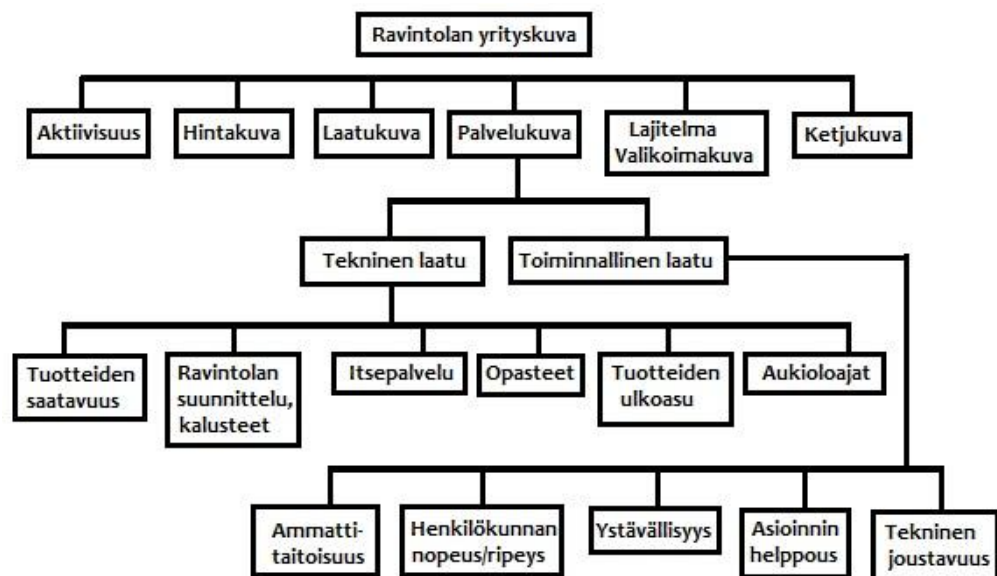 Ravintolan yrityskuva
Aktiivisuus
Hintakuva
Laatukuva
Palvelukuva
Lajitelma
Valikoimakuva
Ketjukuva
Tekninen laatu
Toiminnallinen laatu
Tuotteiden
saatavuus
Ravintolan
suunnittelu,
kalusteet
Itsepalvelu
Opasteet
Tuotteiden
ulkoasu
Aukioloajat
Ammatti-
taitoisuus
Henkilökunnan
nopeus/ripeys
Ystävällisyys
Asioinnin
helppous
Tekninen
joustavuus